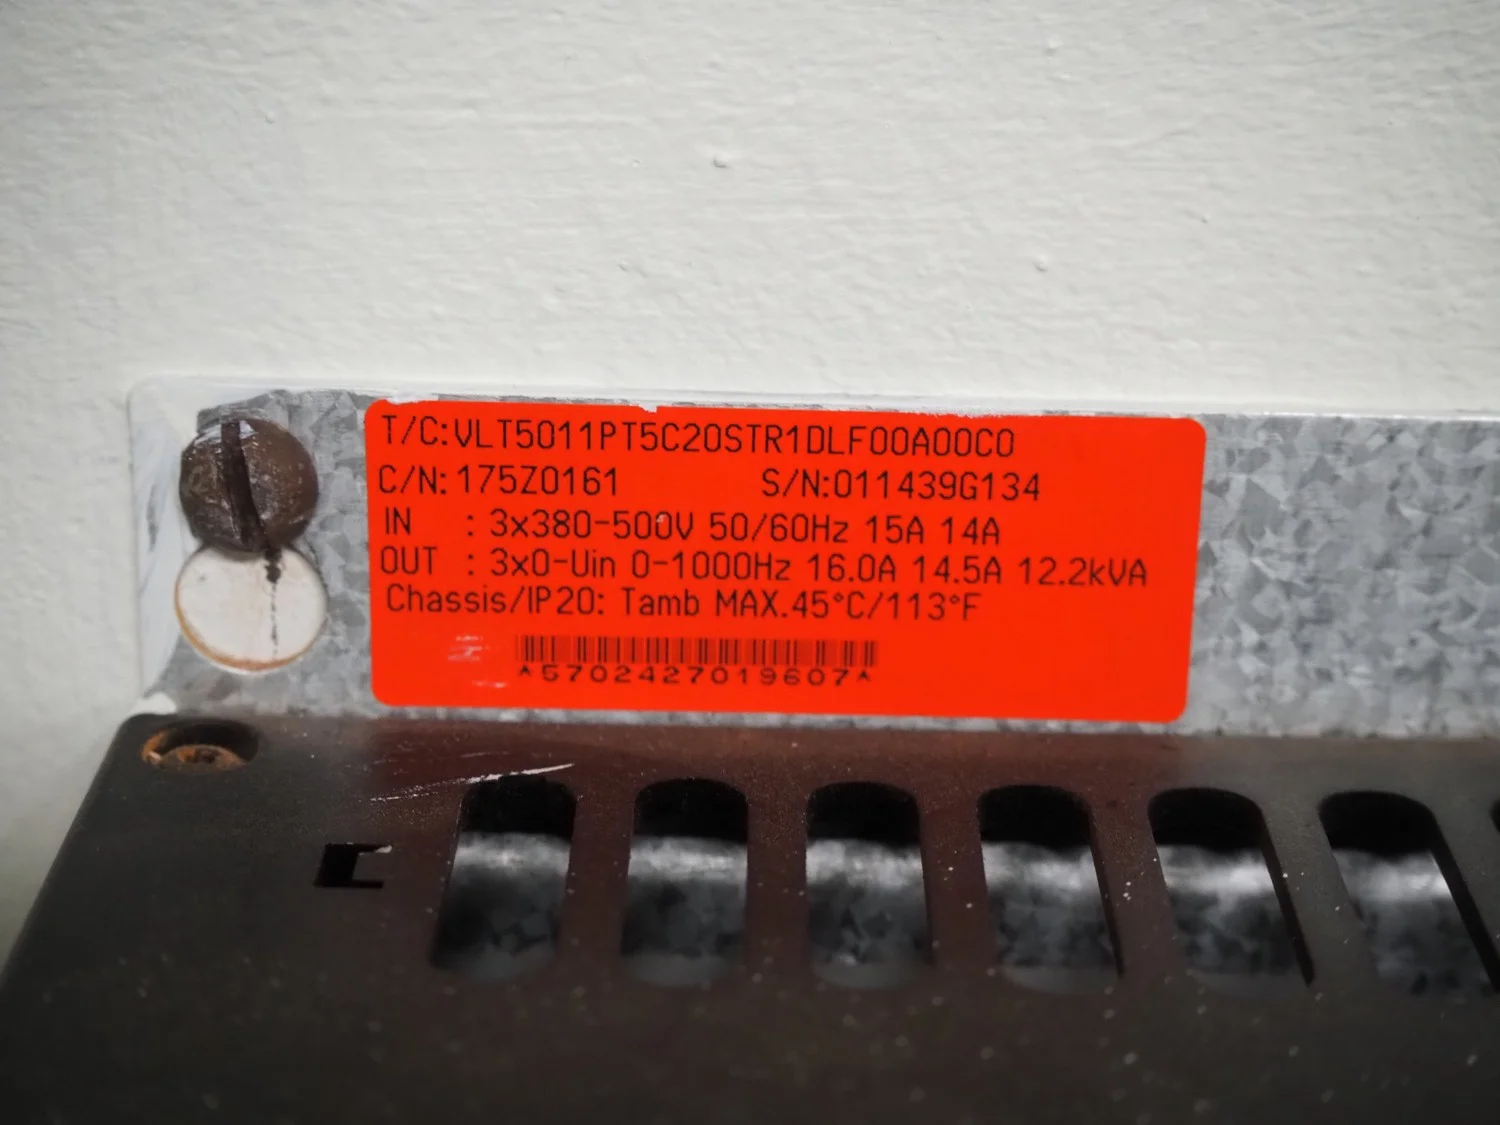 T/C:VLT5011PT5C20STR1DLF00A00C0
C/N: 175Z0161 S/N:011439G134
IN : 3x380-500V 50/60Hz 15A 14A
OUT : 3x0-Uin 0-1000Hz 16.0A 14.5A 12.2kVA
Chassis/IP20: Tamb MAX.45°C/113°F
*5702427019607*